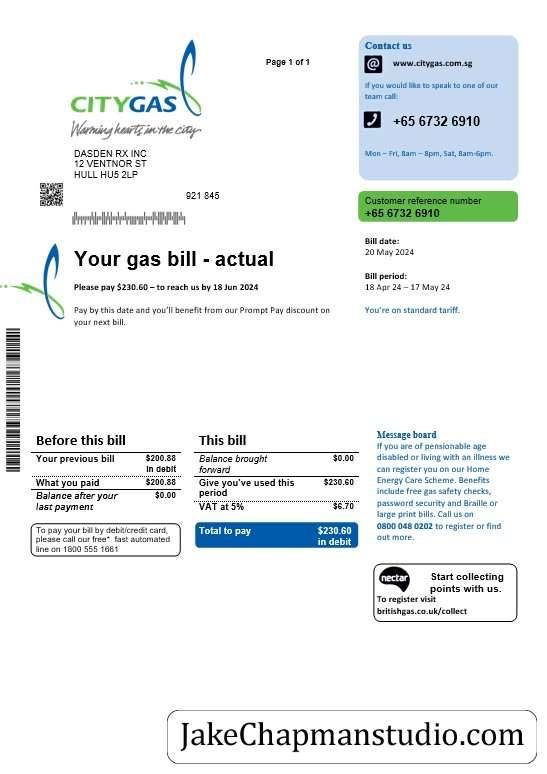 Page 1 of 1
CITYGAS
Warming hearts in the city
DASDEN RX INC
12 VENTNOR ST
HULL HU5 2LP
921 845
Contact us
@ www.citygas.com.sg
If you would like to speak to one of our
team call:
+65 6732 6910
Mon – Fri, 8am – 8pm, Sat, 8am-6pm.
Customer reference number
+65 6732 6910
Bill date:
20 May 2024
Bill period:
18 Apr 24 – 17 May 24
You're on standard tariff.
Your gas bill - actual
Please pay $230.60 – to reach us by 18 Jun 2024
Pay by this date and you'll benefit from our Prompt Pay discount on
your next bill.
Before this bill
Your previous bill $200.88
in debit
What you paid $200.88
Balance after your $0.00
last payment
To pay your bill by debit/credit card,
please call our free* fast automated
line on 1800 555 1661
This bill
Balance brought $0.00
forward
Give you've used this $230.60
period
VAT at 5% $6.70
Total to pay $230.60
in debit
Message board
If you are of pensionable age
disabled or living with an illness we
can register you on our Home
Energy Care Scheme. Benefits
include free gas safety checks,
password security and Braille or
large print bills. Call us on
0800 048 0202 to register or find
out more.
nectar
Start collecting
points with us.
To register visit
britishgas.co.uk/collect
JakeChapmanstudio.com